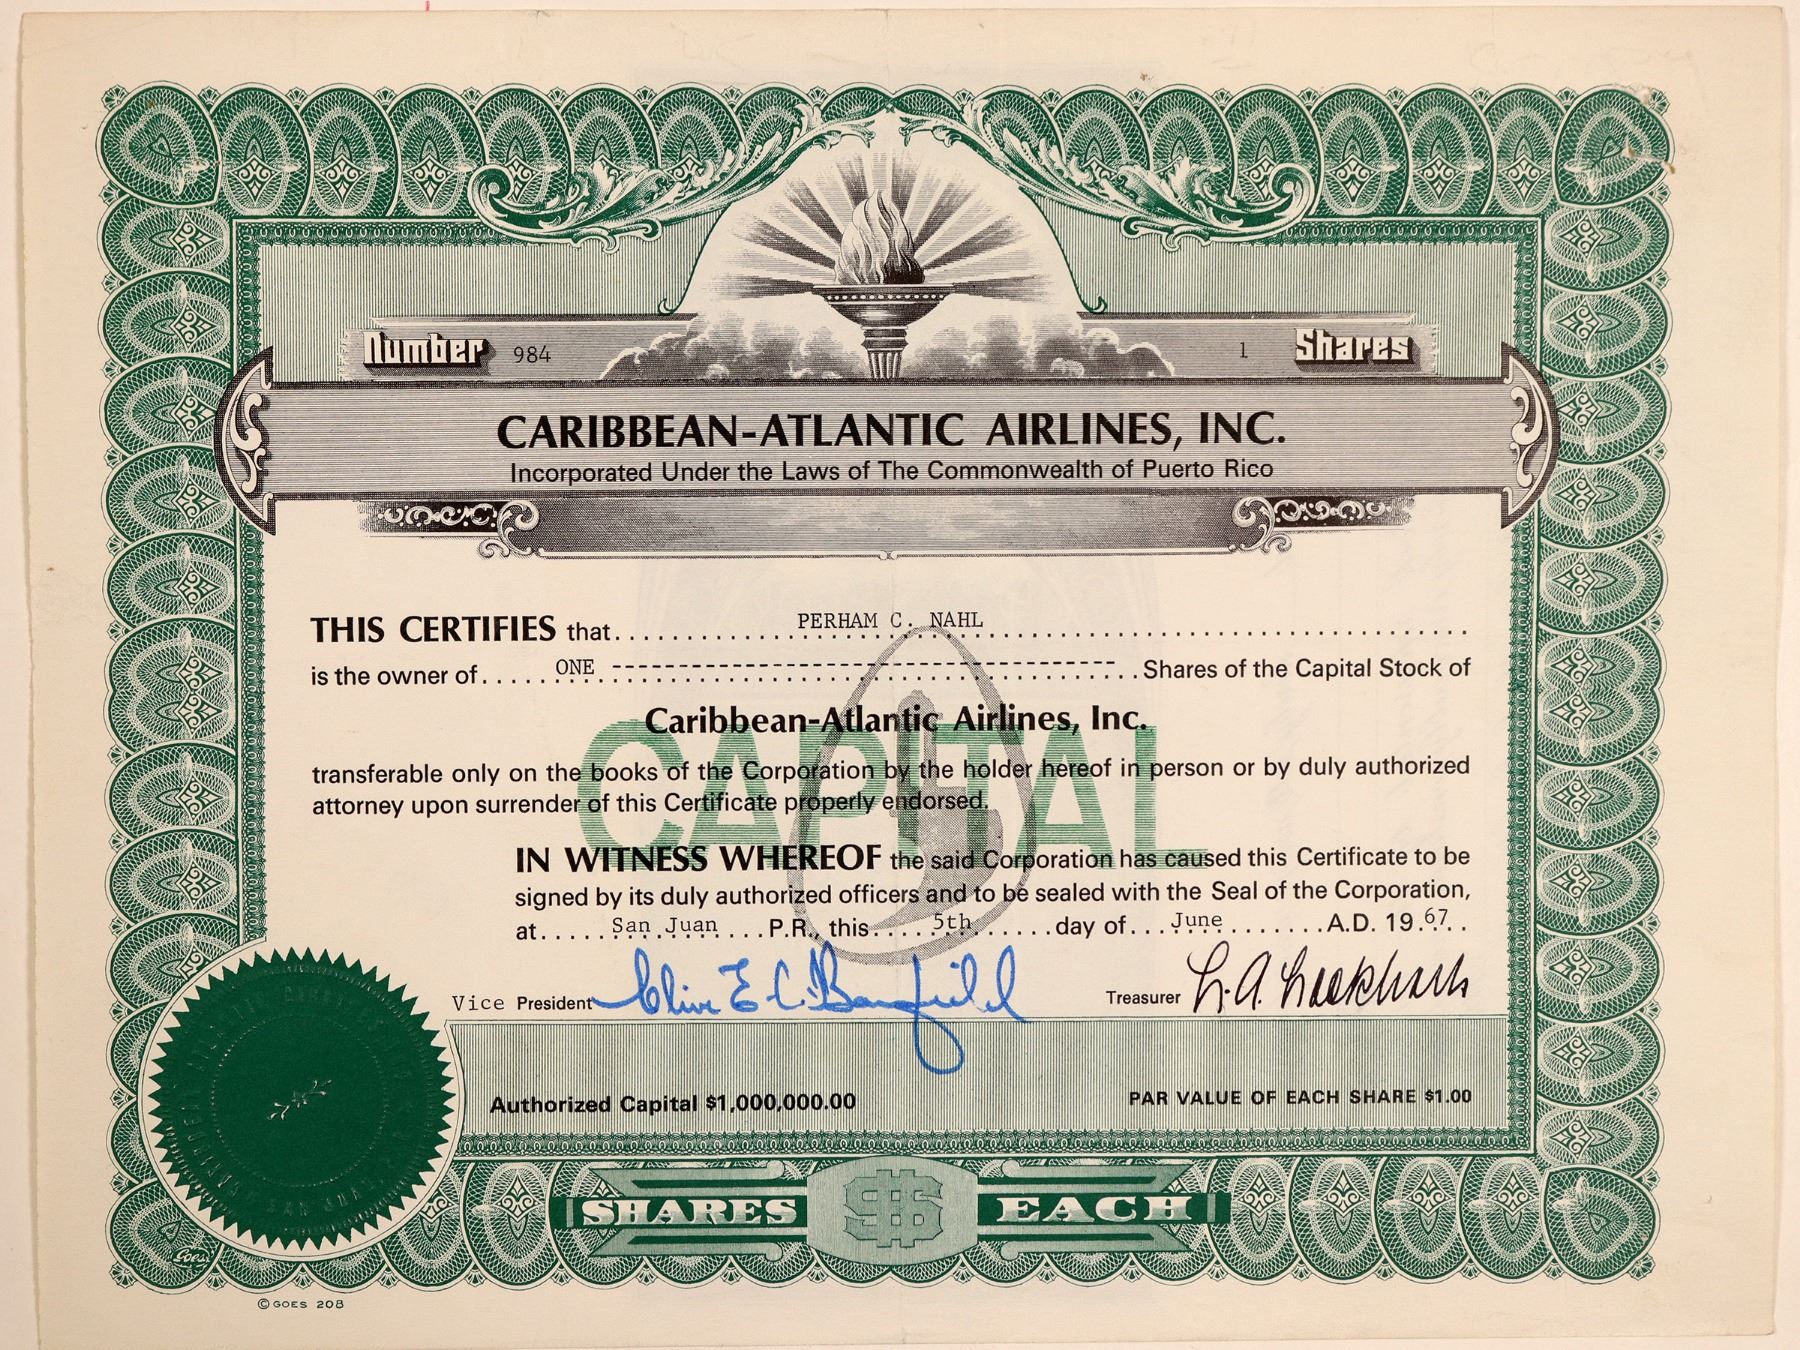 Number 984 1 Shares
CARIBBEAN-ATLANTIC AIRLINES, INC.
Incorporated Under the Laws of The Commonwealth of Puerto Rico
THIS CERTIFIES that PERHAM C. NAHL
is the owner of ONE Shares of the Capital Stock of
Caribbean-Atlantic Airlines, Inc.
CAPITAL
transferable only on the books of the Corporation by the holder hereof in person or by duly authorized
attorney upon surrender of this Certificate properly endorsed.
IN WITNESS WHEREOF the said Corporation has caused this Certificate to be
signed by its duly authorized officers and to be sealed with the Seal of the Corporation,
at San Juan P.R., this 5th day of June A.D. 1967.
Vice President Clive E. C.
Treasurer L. A.
Authorized Capital $1,000,000.00 PAR VALUE OF EACH SHARE $1.00
SAN JUAN
SHARES $ EACH
Goes
© GOES 208